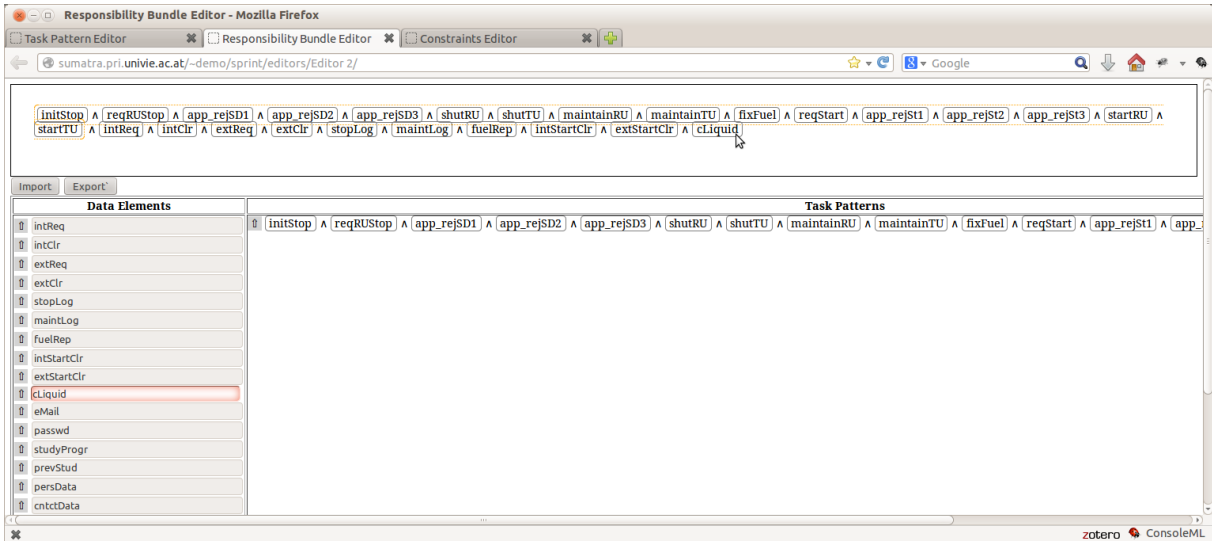 Responsibility Bundle Editor - Mozilla Firefox
Task Pattern Editor Responsibility Bundle Editor Constraints Editor
sumatra.pri.univie.ac.at/~demo/sprint/editors/Editor 2/ Google
initStop ∧ reqRUStop ∧ app_rejSD1 ∧ app_rejSD2 ∧ app_rejSD3 ∧ shutRU ∧ shutTU ∧ maintainRU ∧ maintainTU ∧ fixFuel ∧ reqStart ∧ app_rejSt1 ∧ app_rejSt2 ∧ app_rejSt3 ∧ startRU ∧
startTU ∧ intReq ∧ intClr ∧ extReq ∧ extClr ∧ stopLog ∧ maintLog ∧ fuelRep ∧ intStartClr ∧ extStartClr ∧ cLiquid
Import Export`
Data Elements Task Patterns
intReq initStop ∧ reqRUStop ∧ app_rejSD1 ∧ app_rejSD2 ∧ app_rejSD3 ∧ shutRU ∧ shutTU ∧ maintainRU ∧ maintainTU ∧ fixFuel ∧ reqStart ∧ app_rejSt1 ∧
intClr
extReq
extClr
stopLog
maintLog
fuelRep
intStartClr
extStartClr
cLiquid
eMail
passwd
studyProgr
prevStud
persData
cntctData
zotero ConsoleML